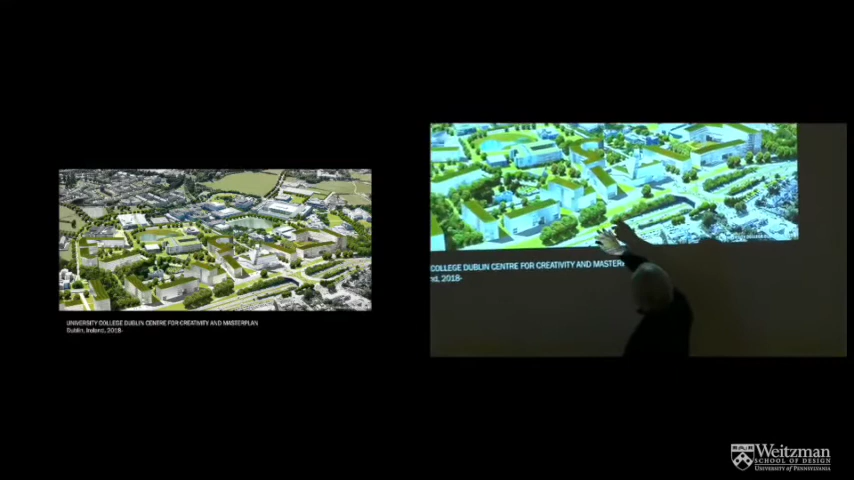 UNIVERSITY COLLEGE DUBLIN CENTRE FOR CREATIVITY AND MASTERPLAN
Dublin, Ireland, 2018-
COLLEGE DUBLIN CENTRE FOR CREATIVITY AND MASTER
nd, 2018-
Weitzman
SCHOOL OF DESIGN
UNIVERSITY of PENNSYLVANIA